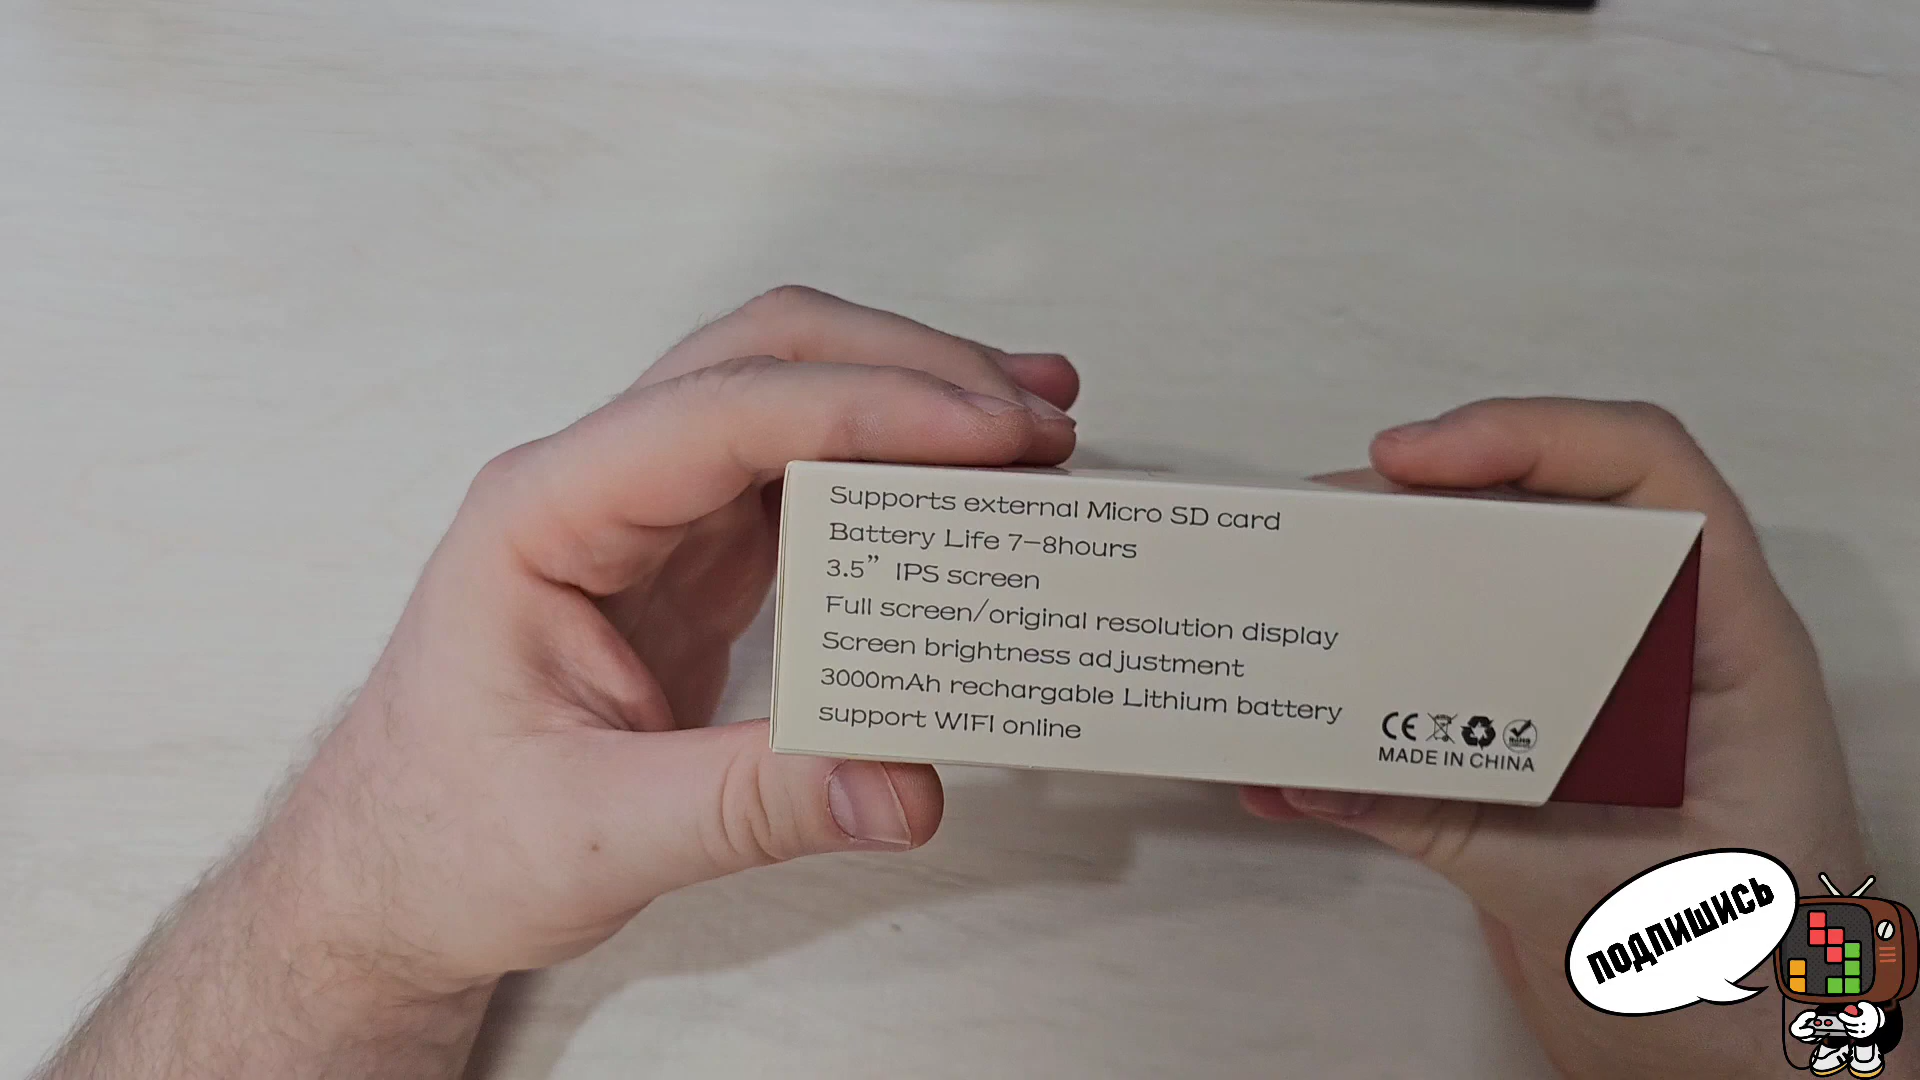 Supports external Micro SD card
Battery Life 7-8hours
3.5” IPS screen
Full screen/original resolution display
Screen brightness adjustment
3000mAh rechargable Lithium battery
support WIFI online
CE
MADE IN CHINA
ПОДПИШИСЬ